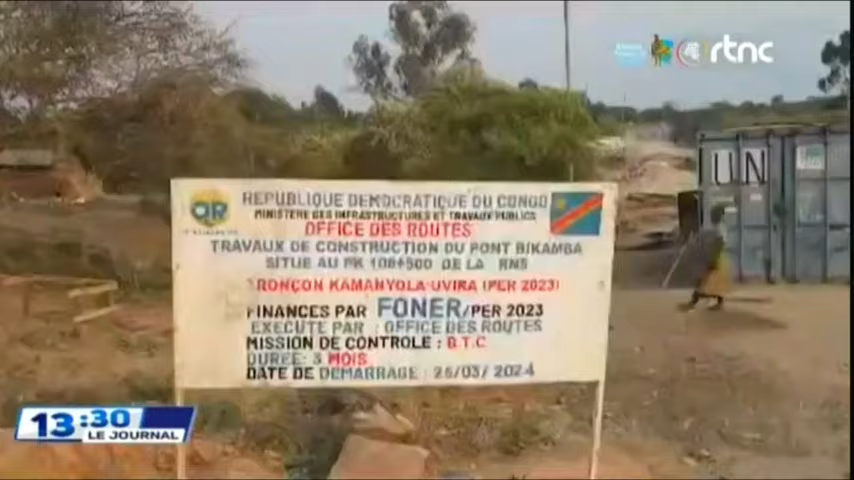 rtnc
UN
OR
REPUBLIQUE DEMOCRATIQUE DU CONGO
MINISTERE DES INFRASTRUCTURES ET TRAVAUX PUBLICS
OFFICE DES ROUTES
TRAVAUX DE CONSTRUCTION DU PONT BIKAMBA
SITUE AU PK 108+500 DE LA RN5
TRONÇON KAMANYOLA-UVIRA (PER 2023)
FINANCES PAR FONER/PER 2023
EXECUTE PAR : OFFICE DES ROUTES
MISSION DE CONTROLE : B.T.C
DUREE: 3 MOIS
DATE DE DEMARRAGE : 25/03/2024
13:30
LE JOURNAL